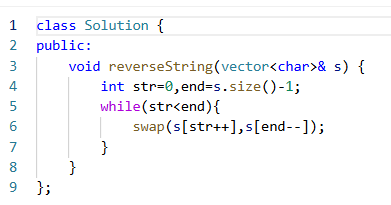 1 class Solution {
2 public:
3     void reverseString(vector<char>& s) {
4         int str=0,end=s.size()-1;
5         while(str<end){
6             swap(s[str++],s[end--]);
7         }
8     }
9 };